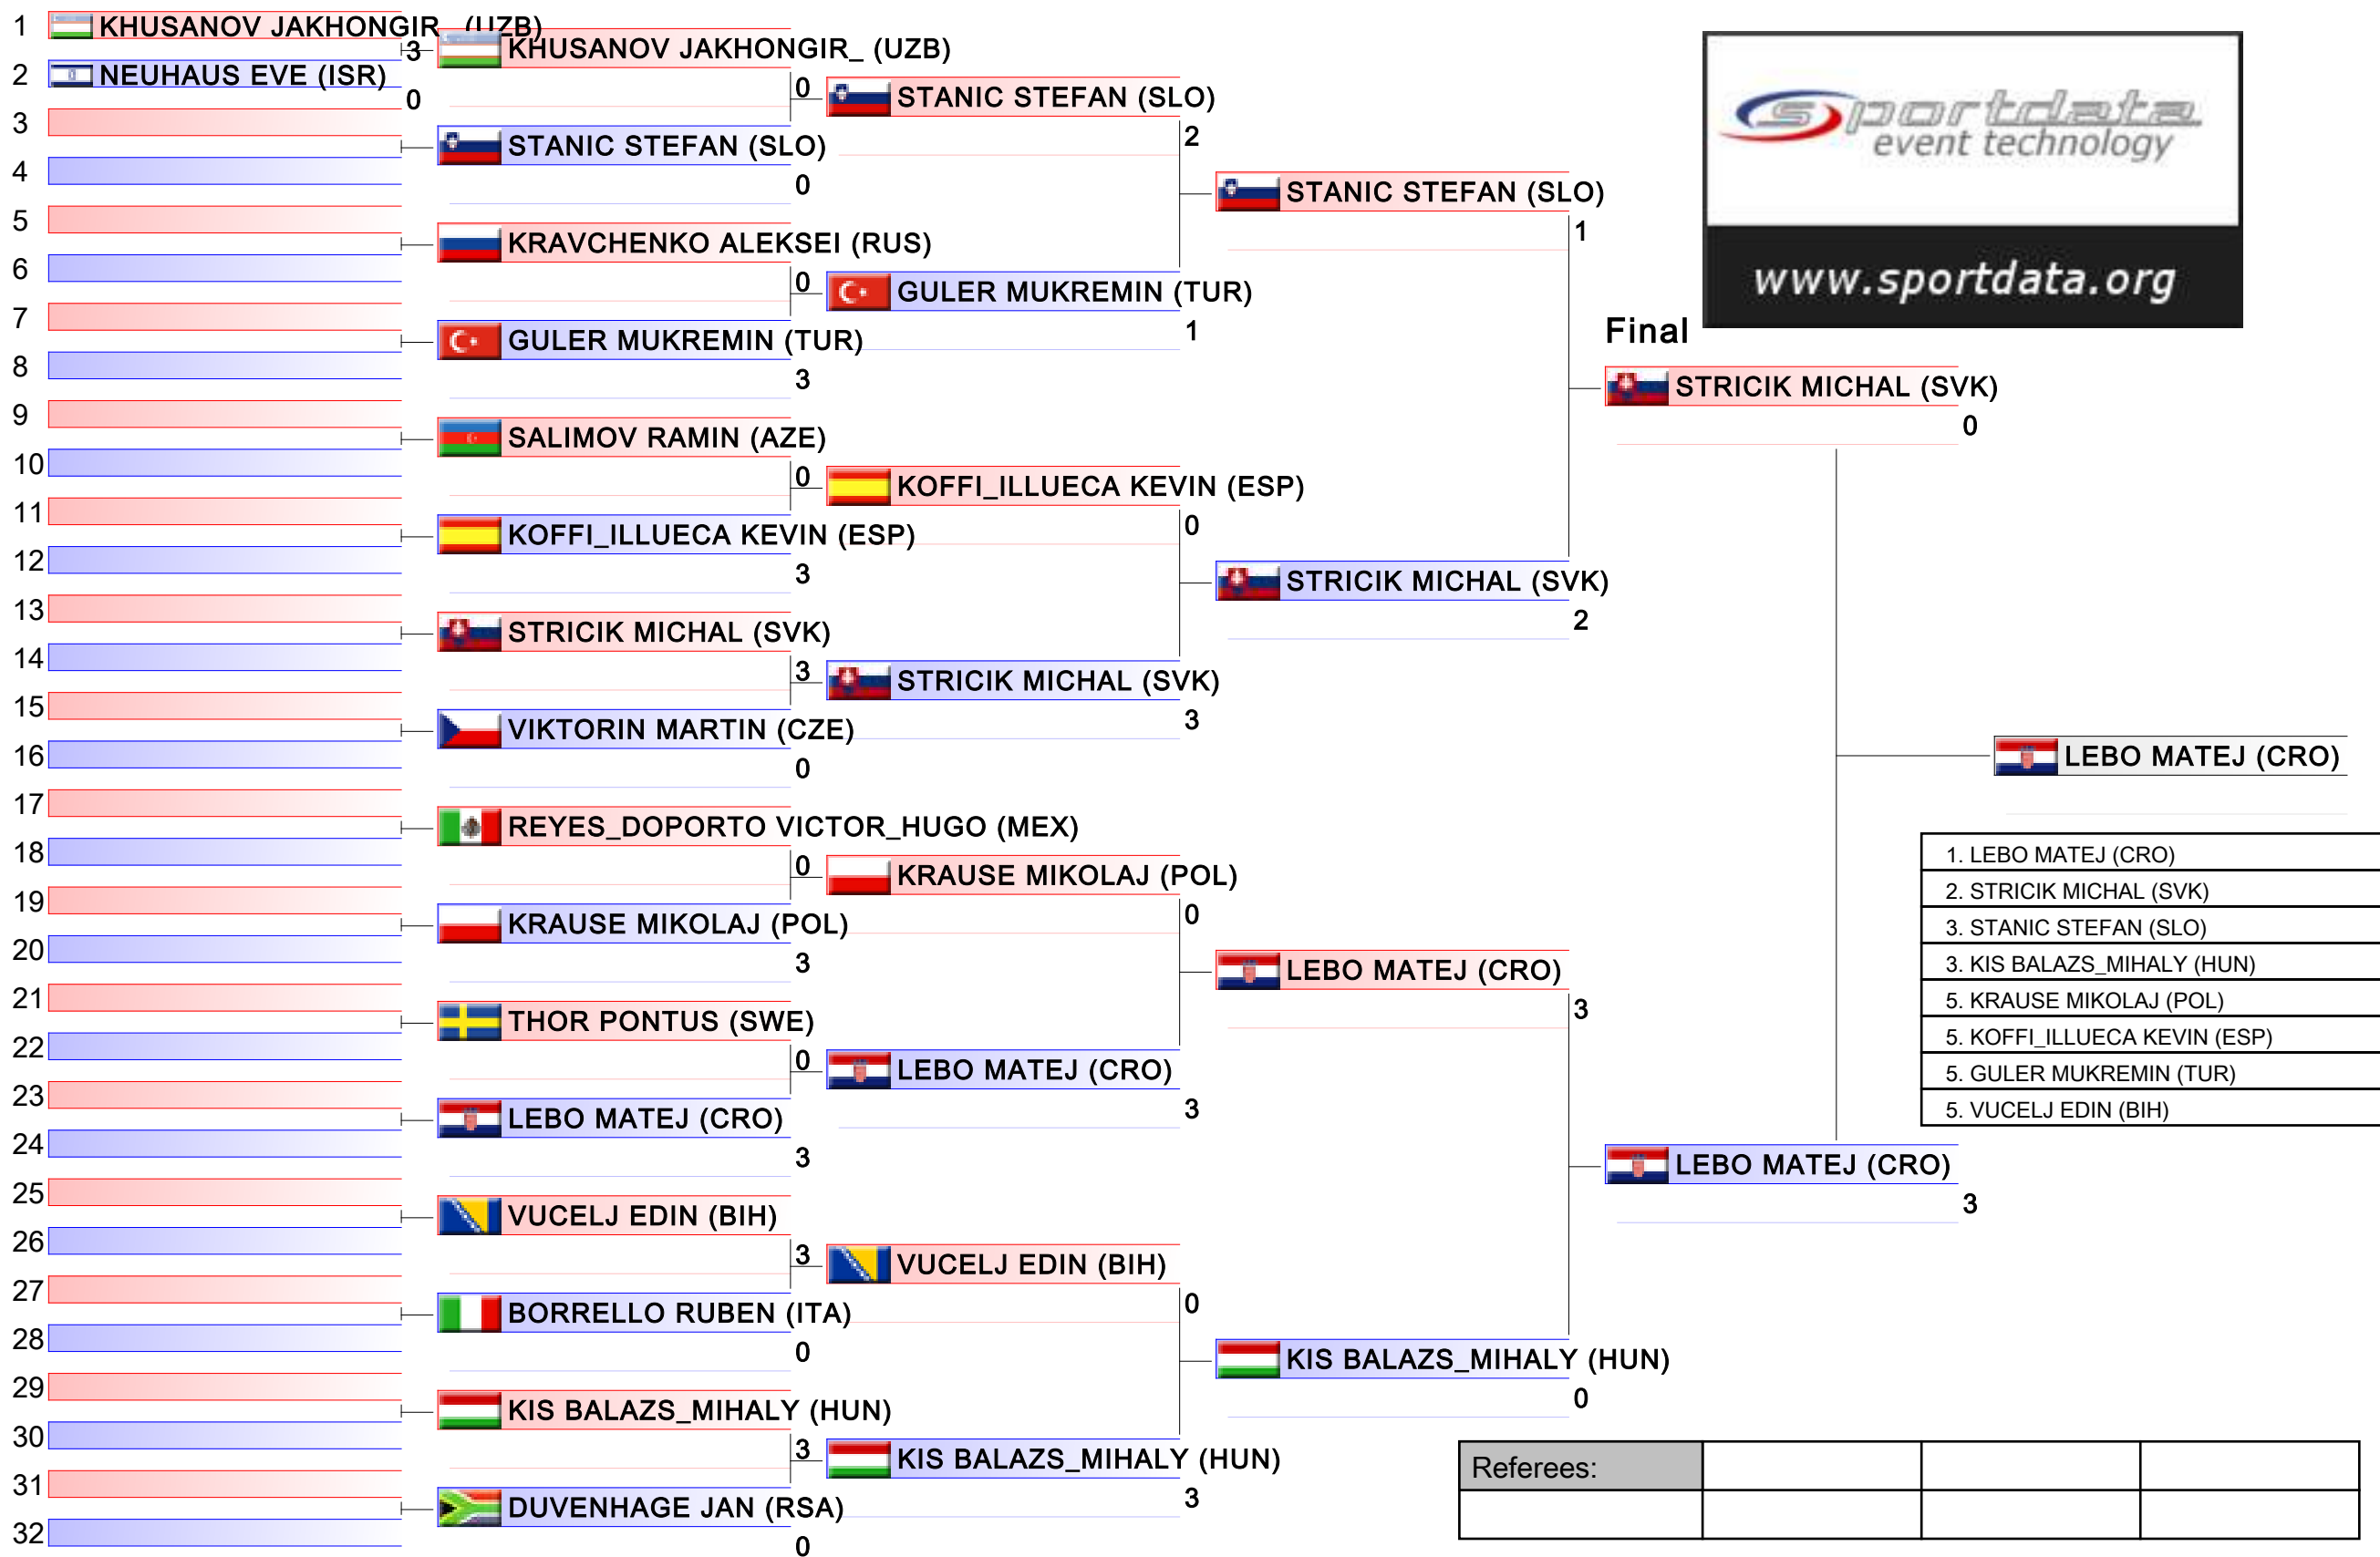 1 KHUSANOV JAKHONGIR_ (UZB)
3
2 NEUHAUS EVE (ISR)
0
3
4
5
6
7
8
9
10
11
12
13
14
15
16
17
18
19
20
21
22
23
24
25
26
27
28
29
30
31
32
KHUSANOV JAKHONGIR_ (UZB)
0
STANIC STEFAN (SLO)
0
KRAVCHENKO ALEKSEI (RUS)
0
GULER MUKREMIN (TUR)
3
SALIMOV RAMIN (AZE)
0
KOFFI_ILLUECA KEVIN (ESP)
3
STRICIK MICHAL (SVK)
3
VIKTORIN MARTIN (CZE)
0
REYES_DOPORTO VICTOR_HUGO (MEX)
0
KRAUSE MIKOLAJ (POL)
3
THOR PONTUS (SWE)
0
LEBO MATEJ (CRO)
3
VUCELJ EDIN (BIH)
3
BORRELLO RUBEN (ITA)
0
KIS BALAZS_MIHALY (HUN)
3
DUVENHAGE JAN (RSA)
0
STANIC STEFAN (SLO)
2
GULER MUKREMIN (TUR)
1
KOFFI_ILLUECA KEVIN (ESP)
0
STRICIK MICHAL (SVK)
3
KRAUSE MIKOLAJ (POL)
0
LEBO MATEJ (CRO)
3
VUCELJ EDIN (BIH)
0
KIS BALAZS_MIHALY (HUN)
3
STANIC STEFAN (SLO)
1
STRICIK MICHAL (SVK)
2
LEBO MATEJ (CRO)
3
KIS BALAZS_MIHALY (HUN)
0
sportdata
event technology
www.sportdata.org
Final
STRICIK MICHAL (SVK)
0
LEBO MATEJ (CRO)
3
LEBO MATEJ (CRO)
1. LEBO MATEJ (CRO)
2. STRICIK MICHAL (SVK)
3. STANIC STEFAN (SLO)
3. KIS BALAZS_MIHALY (HUN)
5. KRAUSE MIKOLAJ (POL)
5. KOFFI_ILLUECA KEVIN (ESP)
5. GULER MUKREMIN (TUR)
5. VUCELJ EDIN (BIH)
Referees: